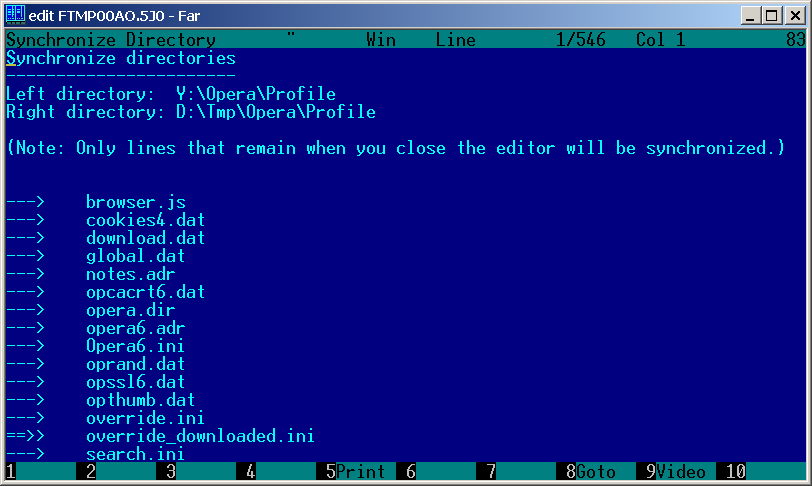 edit FTMP00AO.5J0 - Far
Synchronize Directory " Win Line 1/546 Col 1 83
Synchronize directories
-----------------------
Left directory: Y:\Opera\Profile
Right directory: D:\Tmp\Opera\Profile
(Note: Only lines that remain when you close the editor will be synchronized.)
---> browser.js
---> cookies4.dat
---> download.dat
---> global.dat
---> notes.adr
---> opcacrt6.dat
---> opera.dir
---> opera6.adr
---> Opera6.ini
---> oprand.dat
---> opssl6.dat
---> opthumb.dat
---> override.ini
==>> override_downloaded.ini
---> search.ini
1 2 3 4 5Print 6 7 8Goto 9Video 10